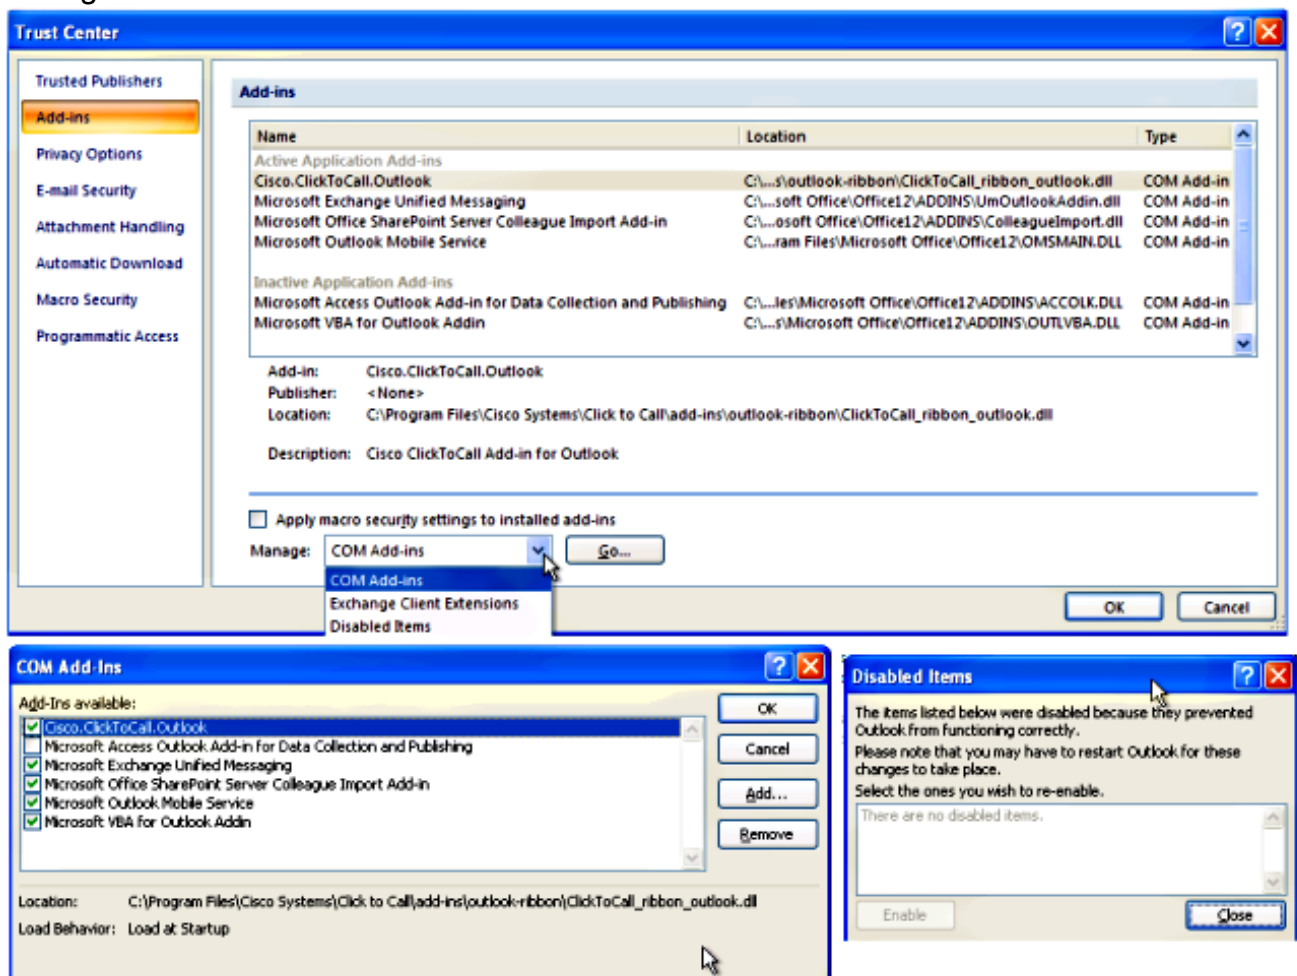 Trust Center
Trusted Publishers
Add-ins
Privacy Options
E-mail Security
Attachment Handling
Automatic Download
Macro Security
Programmatic Access
Add-ins
Name Location Type
Active Application Add-ins
Cisco.ClickToCall.Outlook C:\...s\outlook-ribbon\ClickToCall_ribbon_outlook.dll COM Add-in
Microsoft Exchange Unified Messaging C:\...soft Office\Office12\ADDINS\UmOutlookAddin.dll COM Add-in
Microsoft Office SharePoint Server Colleague Import Add-in C:\...osoft Office\Office12\ADDINS\ColleagueImport.dll COM Add-in
Microsoft Outlook Mobile Service C:\...ram Files\Microsoft Office\Office12\OMSMAIN.DLL COM Add-in
Inactive Application Add-ins
Microsoft Access Outlook Add-in for Data Collection and Publishing C:\...les\Microsoft Office\Office12\ADDINS\ACCOLK.DLL COM Add-in
Microsoft VBA for Outlook Addin C:\...s\Microsoft Office\Office12\ADDINS\OUTLVBA.DLL COM Add-in
Add-in: Cisco.ClickToCall.Outlook
Publisher: <None>
Location: C:\Program Files\Cisco Systems\Click to Call\add-ins\outlook-ribbon\ClickToCall_ribbon_outlook.dll
Description: Cisco ClickToCall Add-in for Outlook
Apply macro security settings to installed add-ins
Manage: COM Add-ins Go...
COM Add-ins
Exchange Client Extensions
Disabled Items
OK Cancel
COM Add-Ins
Add-Ins available:
Cisco.ClickToCall.Outlook
Microsoft Access Outlook Add-in for Data Collection and Publishing
Microsoft Exchange Unified Messaging
Microsoft Office SharePoint Server Colleague Import Add-in
Microsoft Outlook Mobile Service
Microsoft VBA for Outlook Addin
OK
Cancel
Add...
Remove
Location: C:\Program Files\Cisco Systems\Click to Call\add-ins\outlook-ribbon\ClickToCall_ribbon_outlook.dll
Load Behavior: Load at Startup
Disabled Items
The items listed below were disabled because they prevented
Outlook from functioning correctly.
Please note that you may have to restart Outlook for these
changes to take place.
Select the ones you wish to re-enable.
There are no disabled items.
Enable Close